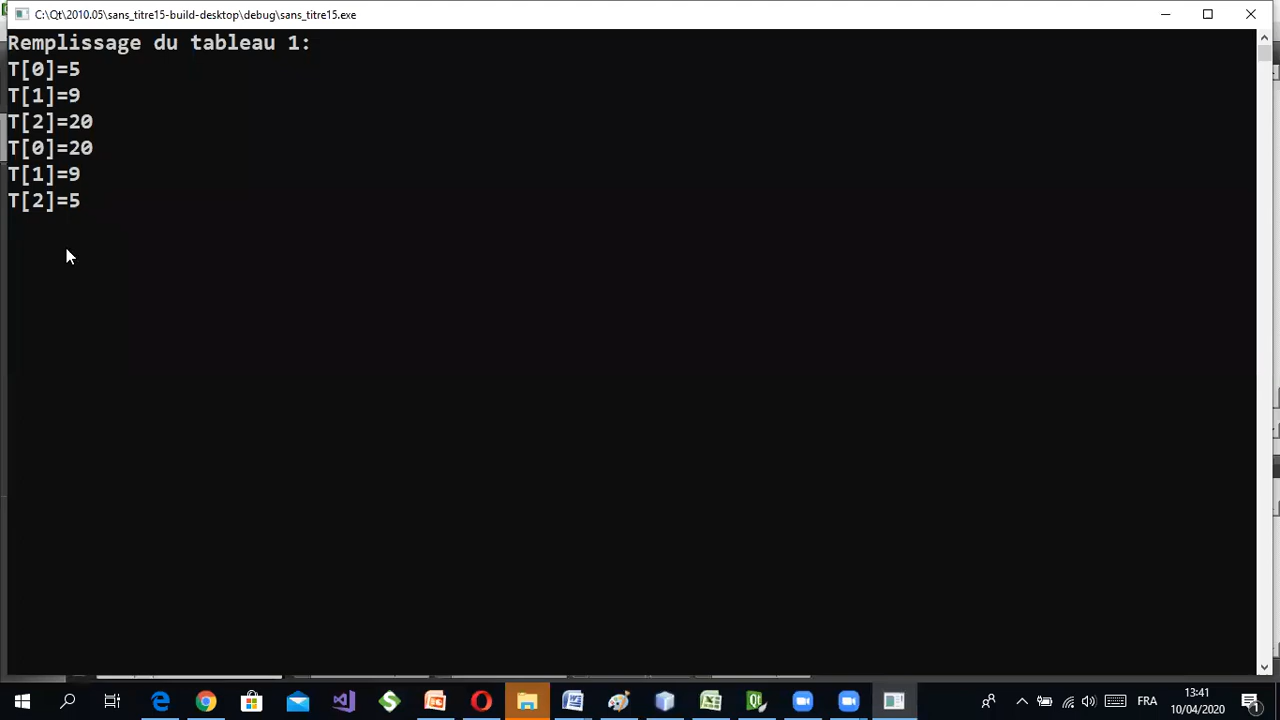 C:\Qt\2010.05\sans_titre15-build-desktop\debug\sans_titre15.exe
Remplissage du tableau 1:
T[0]=5
T[1]=9
T[2]=20
T[0]=20
T[1]=9
T[2]=5
FRA
13:41
10/04/2020
1